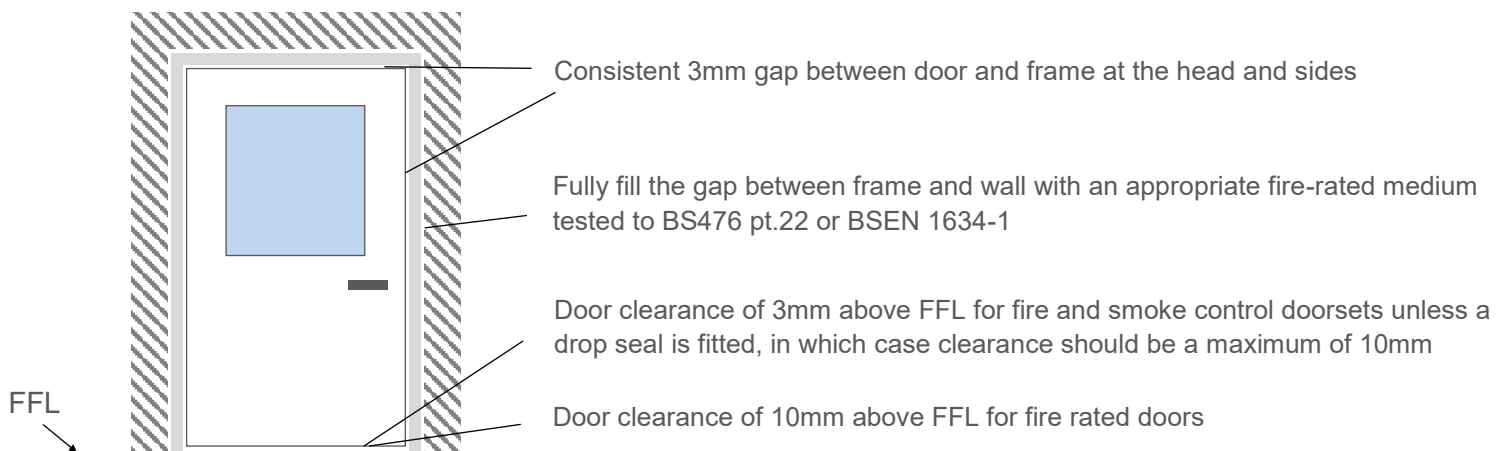 Consistent 3mm gap between door and frame at the head and sides
Fully fill the gap between frame and wall with an appropriate fire-rated medium
tested to BS476 pt.22 or BSEN 1634-1
Door clearance of 3mm above FFL for fire and smoke control doorsets unless a
drop seal is fitted, in which case clearance should be a maximum of 10mm
FFL
Door clearance of 10mm above FFL for fire rated doors